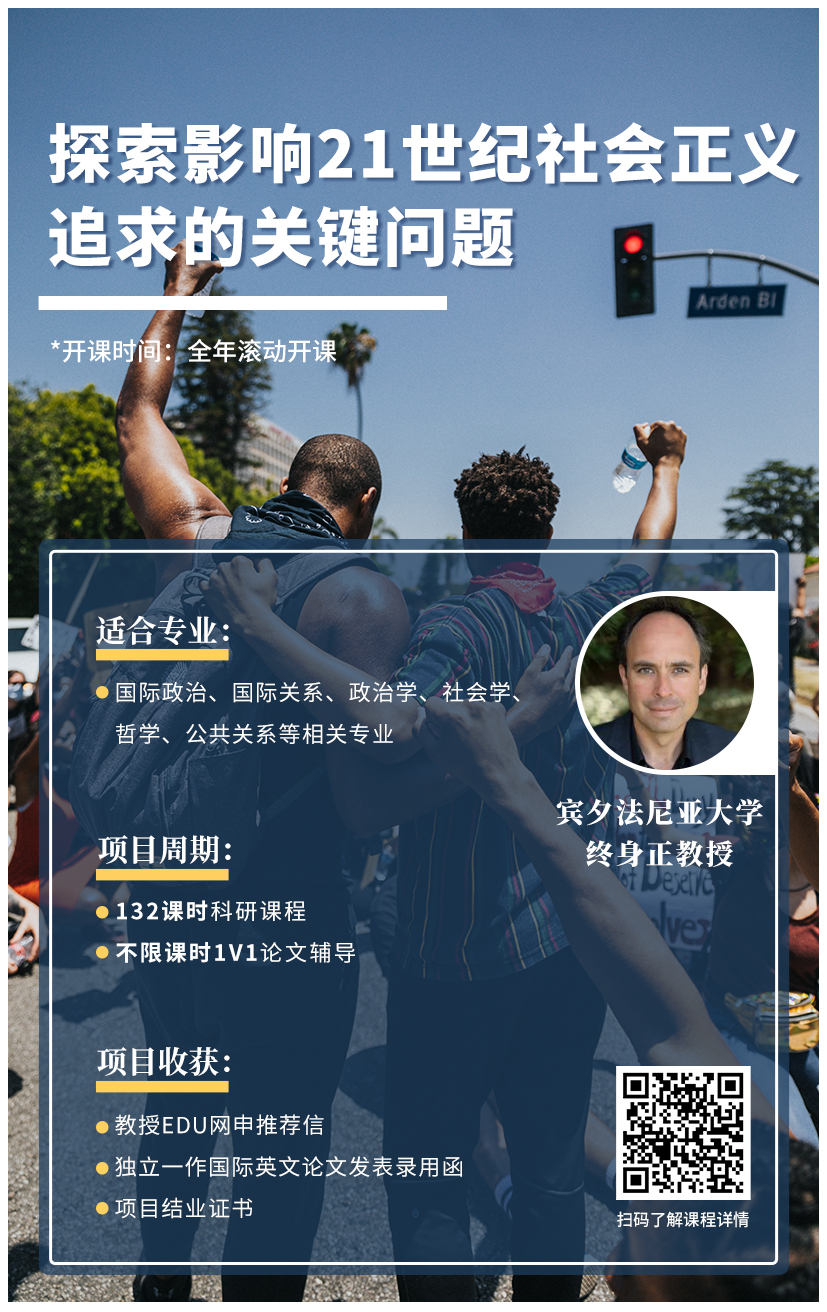 探索影响21世纪社会正义
追求的关键问题
*开课时间：全年滚动开课
Arden Bl
适合专业：
国际政治、国际关系、政治学、社会学、
哲学、公共关系等相关专业
宾夕法尼亚大学
终身正教授
项目周期：
132课时科研课程
不限课时1V1论文辅导
项目收获：
教授EDU网申推荐信
独立一作国际英文论文发表录用函
项目结业证书
扫码了解课程详情